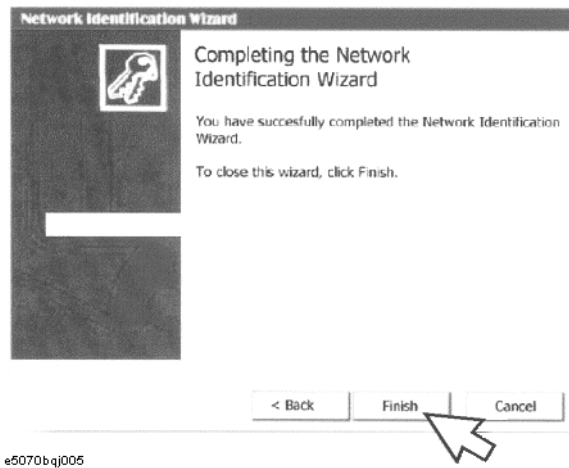 Network Identification Wizard
Completing the Network
Identification Wizard
You have succesfully completed the Network Identification
Wizard.
To close this wizard, click Finish.
< Back
Finish
Cancel
e5070bqj005